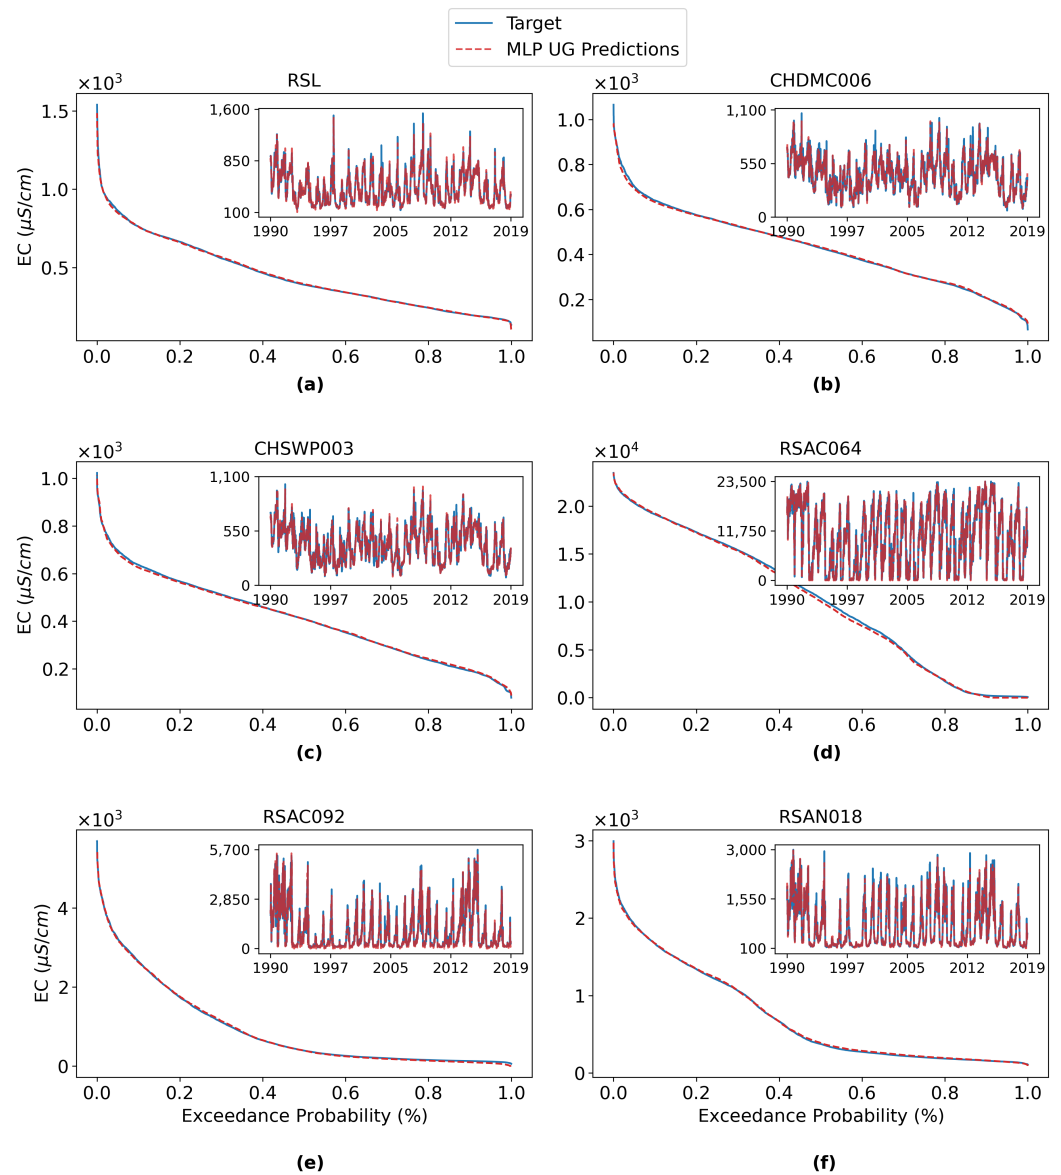 Target
MLP UG Predictions
×10³ RSL
EC (μS/cm)
1.5
1.0
0.5
0.0 0.2 0.4 0.6 0.8 1.0
1,600
850
100
1990 1997 2005 2012 2019
(a)
×10³ CHDMC006
1.0
0.8
0.6
0.4
0.2
0.0 0.2 0.4 0.6 0.8 1.0
1,100
550
0
1990 1997 2005 2012 2019
(b)
×10³ CHSWP003
EC (μS/cm)
1.0
0.8
0.6
0.4
0.2
0.0 0.2 0.4 0.6 0.8 1.0
1,100
550
0
1990 1997 2005 2012 2019
(c)
×10⁴ RSAC064
2.0
1.5
1.0
0.5
0.0
0.0 0.2 0.4 0.6 0.8 1.0
23,500
11,750
0
1990 1997 2005 2012 2019
(d)
×10³ RSAC092
EC (μS/cm)
4
2
0
0.0 0.2 0.4 0.6 0.8 1.0
Exceedance Probability (%)
5,700
2,850
0
1990 1997 2005 2012 2019
(e)
×10³ RSAN018
3
2
1
0
0.0 0.2 0.4 0.6 0.8 1.0
Exceedance Probability (%)
3,000
1,550
100
1990 1997 2005 2012 2019
(f)